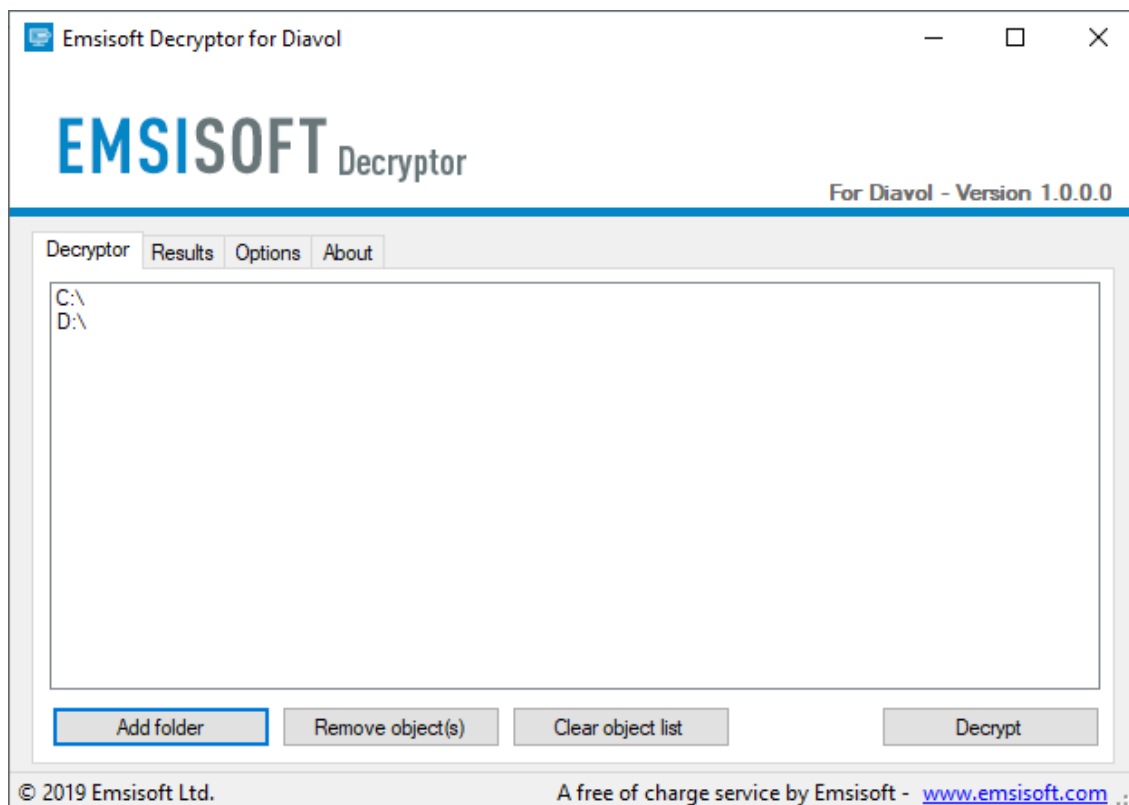 Emsisoft Decryptor for Diavol
EMSISOFT Decryptor
For Diavol - Version 1.0.0.0
Decryptor Results Options About
C:\
D:\
Add folder Remove object(s) Clear object list Decrypt
© 2019 Emsisoft Ltd. A free of charge service by Emsisoft - www.emsisoft.com